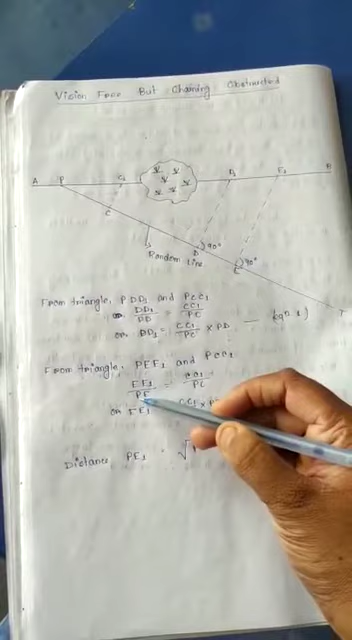 Vision Free But Chaining Obstructed
A P C1 D1 E1 B
C
Random Line D 90°
E 90°
T
From triangle, PDD1 and PCC1
or, DD1/PD = CC1/PC
or, DD1 = CC1/PC × PD — (eqn 1)
From triangle, PEE1 and PCC1
EE1/PE = CC1/PC
or EE1 CC1 ×
Distance PE1 = √